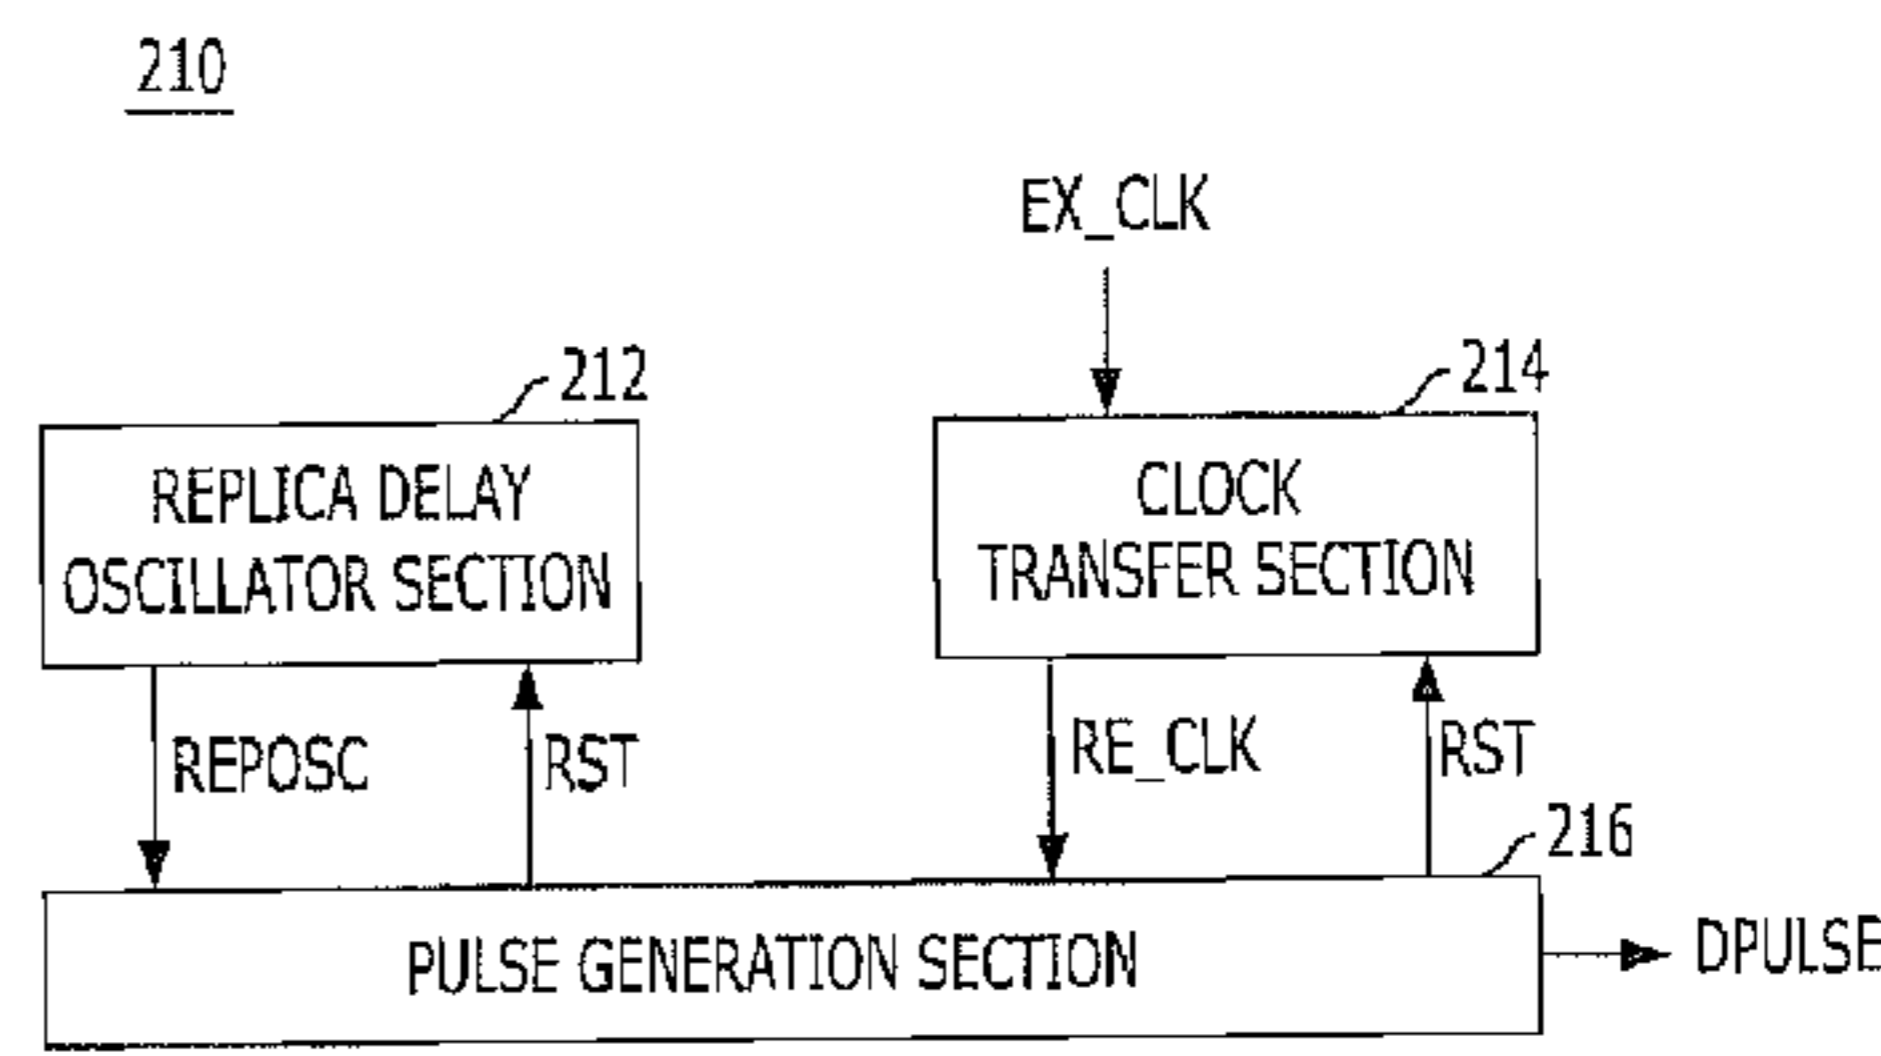 210
EX_CLK
212
214
REPLICA DELAY
OSCILLATOR SECTION
CLOCK
TRANSFER SECTION
REPOSC
RST
RE_CLK
RST
216
PULSE GENERATION SECTION
DPULSE